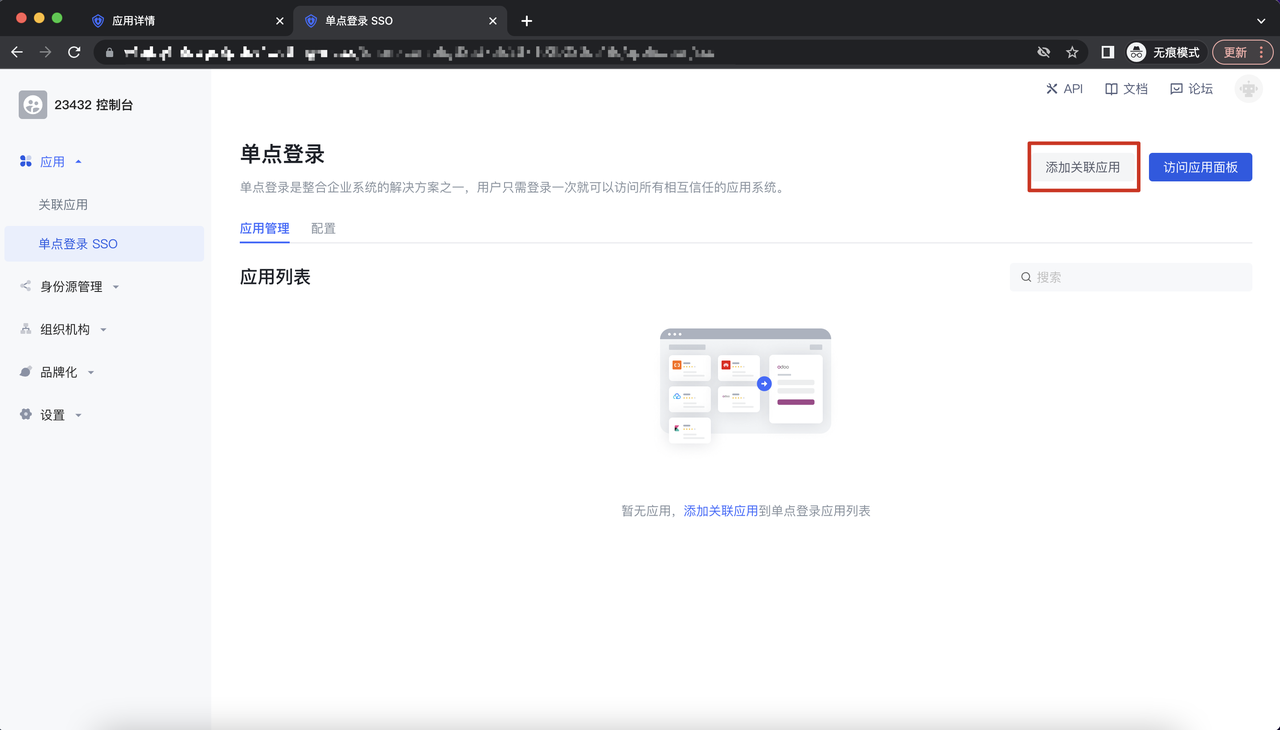 应用详情
单点登录 SSO
无痕模式
更新
23432 控制台
API
文档
论坛
应用
关联应用
单点登录 SSO
身份源管理
组织机构
品牌化
设置
单点登录
添加关联应用
访问应用面板
单点登录是整合企业系统的解决方案之一，用户只需登录一次就可以访问所有相互信任的应用系统。
应用管理
配置
应用列表
搜索
odoo
暂无应用，添加关联应用到单点登录应用列表